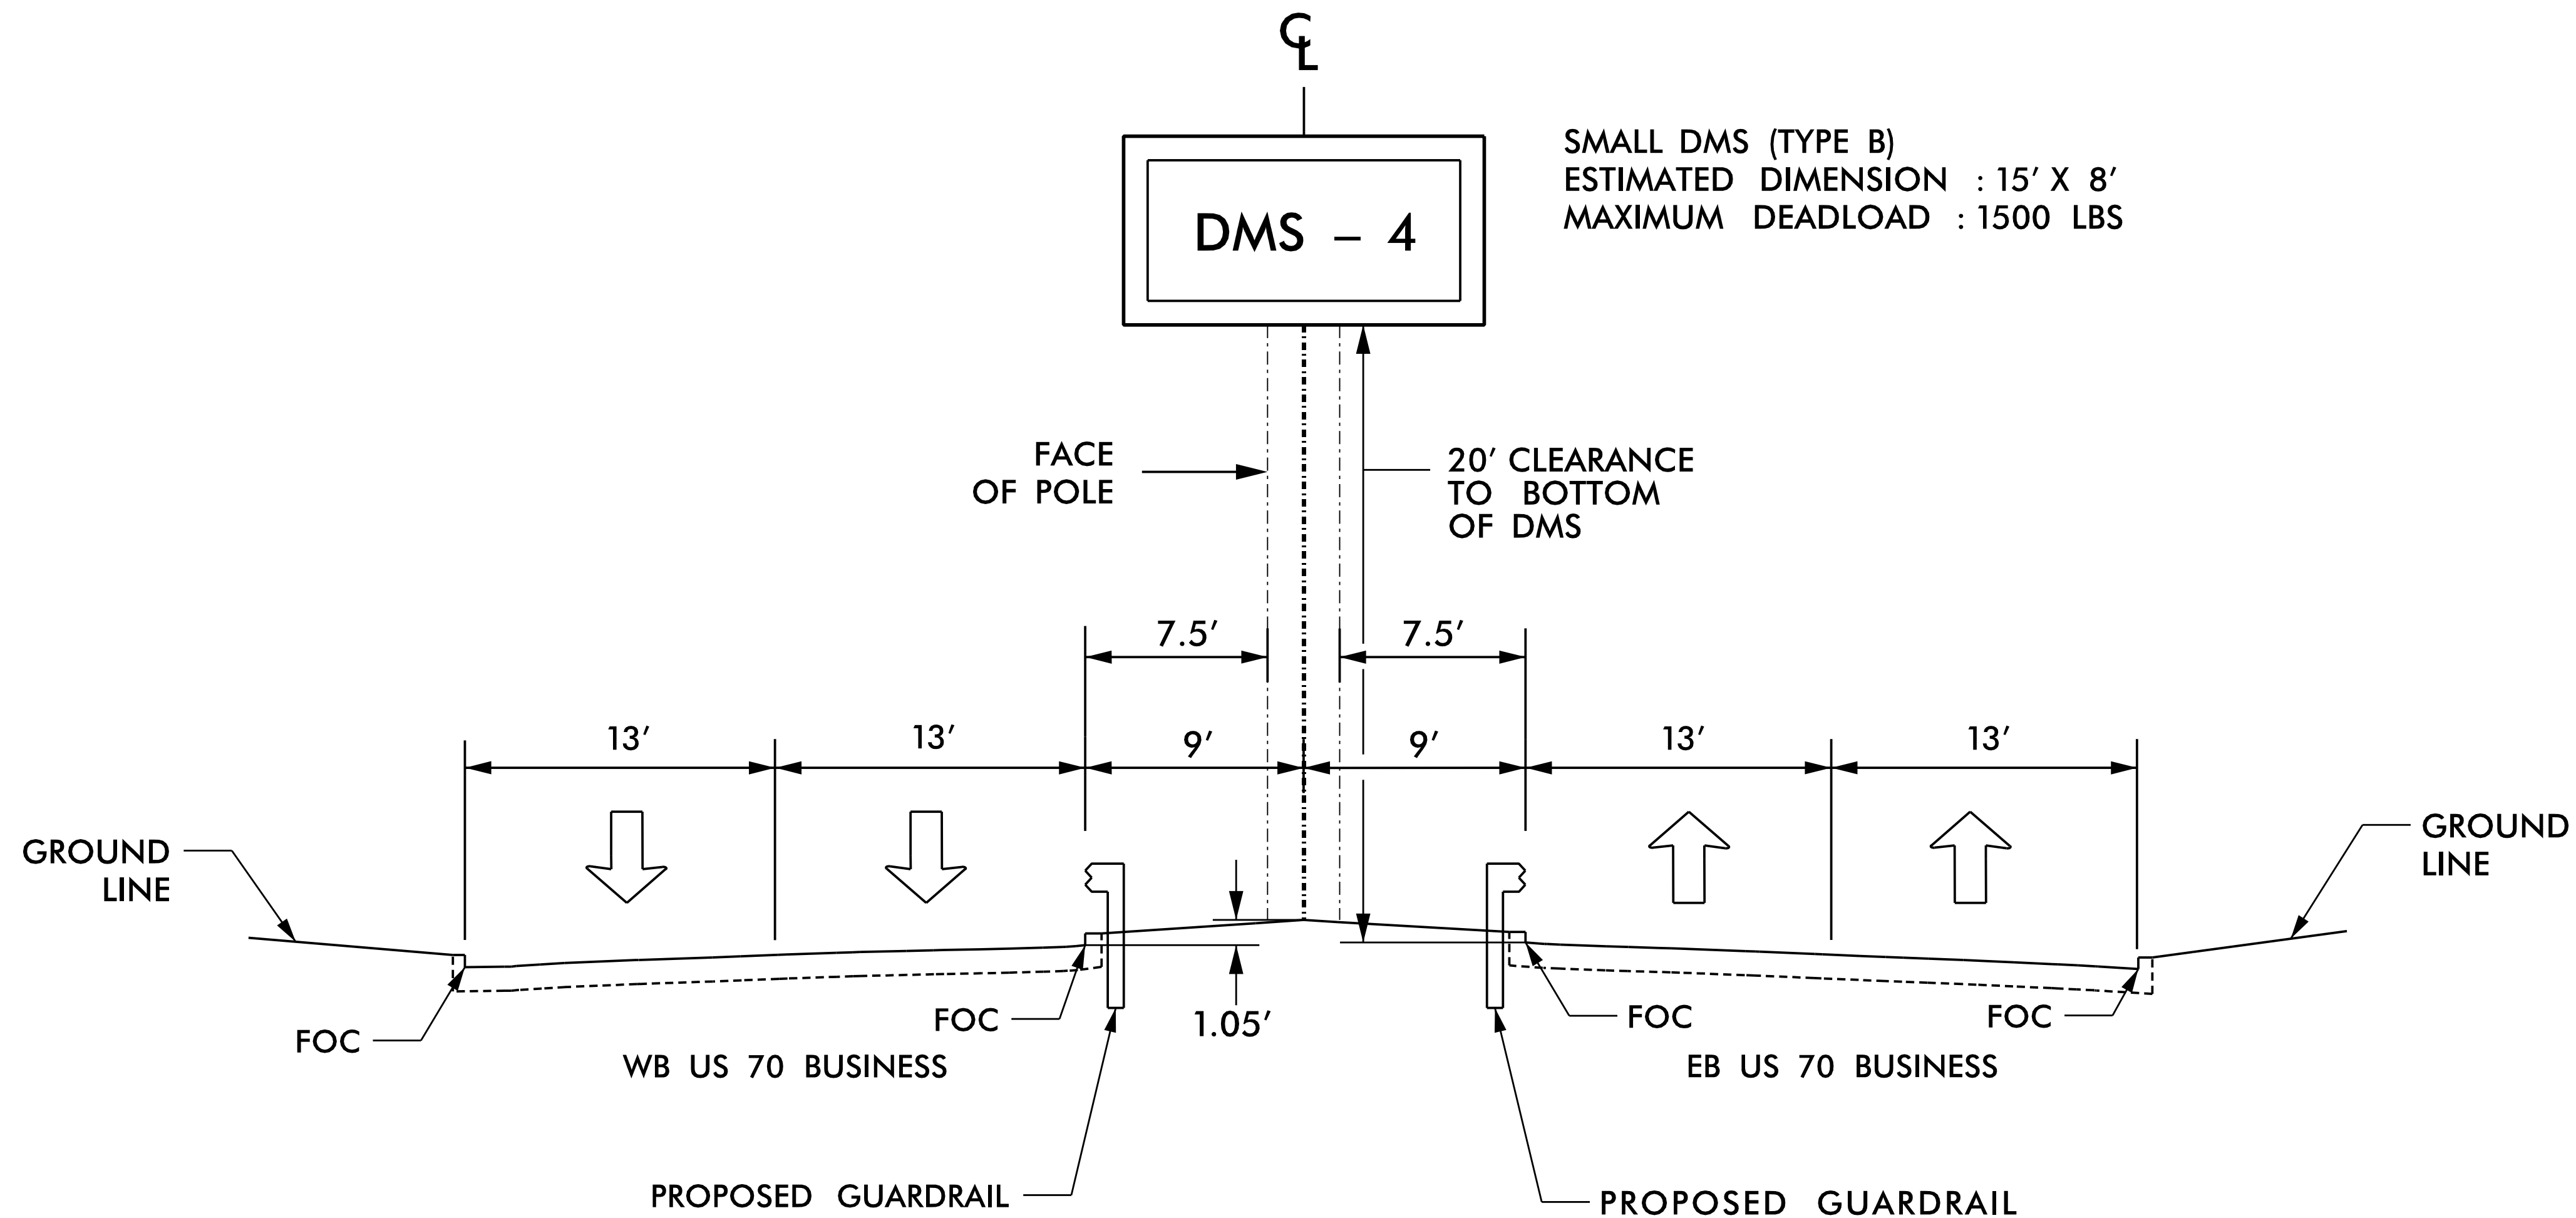 ℄
SMALL DMS (TYPE B)
ESTIMATED DIMENSION : 15' X 8'
MAXIMUM DEADLOAD : 1500 LBS
DMS – 4
FACE
OF POLE
20' CLEARANCE
TO BOTTOM
OF DMS
7.5'
7.5'
13'
13'
9'
9'
13'
13'
GROUND
LINE
GROUND
LINE
FOC
FOC
1.05'
FOC
FOC
WB US 70 BUSINESS
EB US 70 BUSINESS
PROPOSED GUARDRAIL
PROPOSED GUARDRAIL